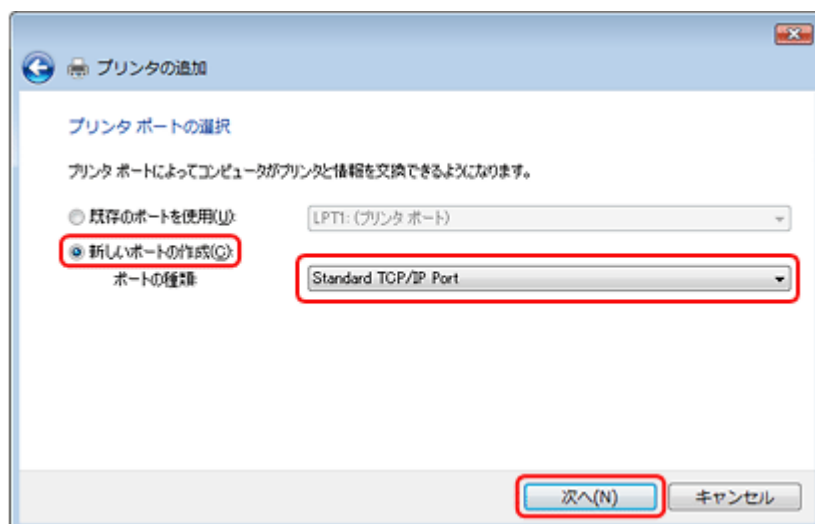 プリンタの追加
プリンタ ポートの選択
プリンタ ポートによってコンピュータがプリンタと情報を交換できるようになります。
既存のポートを使用(U): LPT1: (プリンタ ポート)
新しいポートの作成(C):
ポートの種類: Standard TCP/IP Port
次へ(N) キャンセル